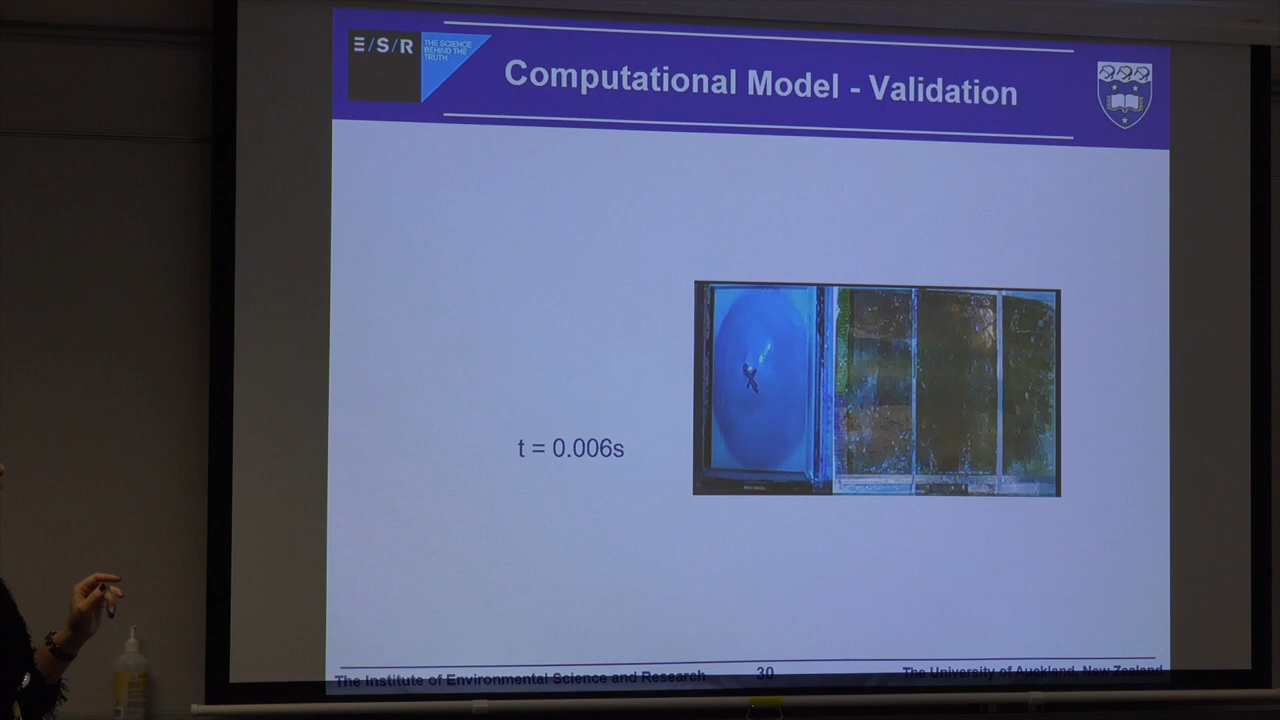 E/S/R
THE SCIENCE
BEHIND THE
TRUTH.
Computational Model - Validation
t = 0.006s
The Institute of Environmental Science and Research
30
The University of Auckland, New Zealand